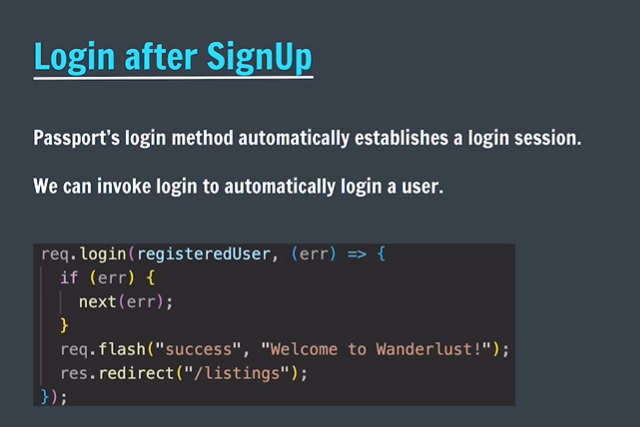 Login after SignUp
Passport's login method automatically establishes a login session.
We can invoke login to automatically login a user.
req.login(registeredUser, (err) => {
  if (err) {
    next(err);
  }
  req.flash("success", "Welcome to Wanderlust!");
  res.redirect("/listings");
});